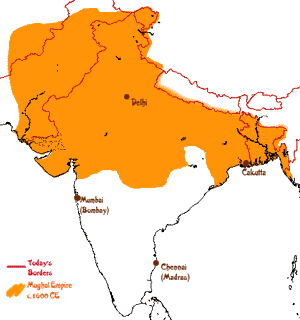 Delhi
Calcutta
Mumbai
(Bombay)
Chennai
(Madras)
Today's
Borders
Mughal Empire
c.1600 CE